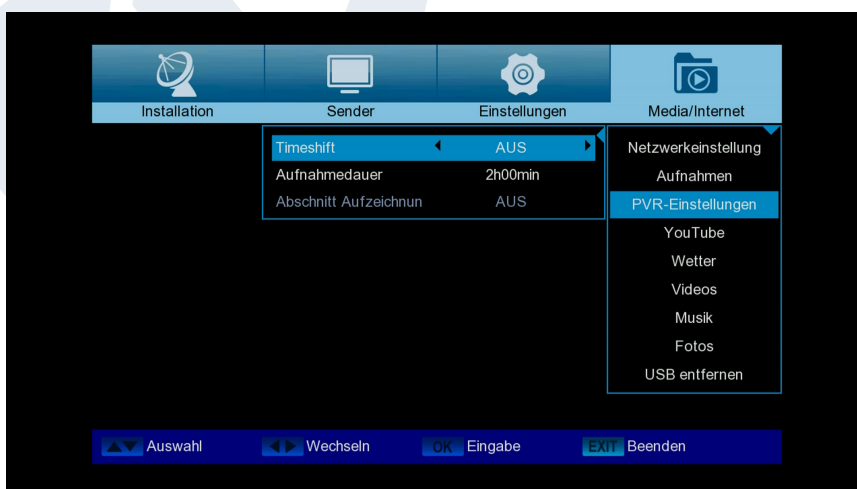 Installation Sender Einstellungen Media/Internet
Timeshift AUS
Aufnahmedauer 2h00min
Abschnitt Aufzeichnun AUS
Netzwerkeinstellung
Aufnahmen
PVR-Einstellungen
YouTube
Wetter
Videos
Musik
Fotos
USB entfernen
Auswahl Wechseln OK Eingabe EXIT Beenden